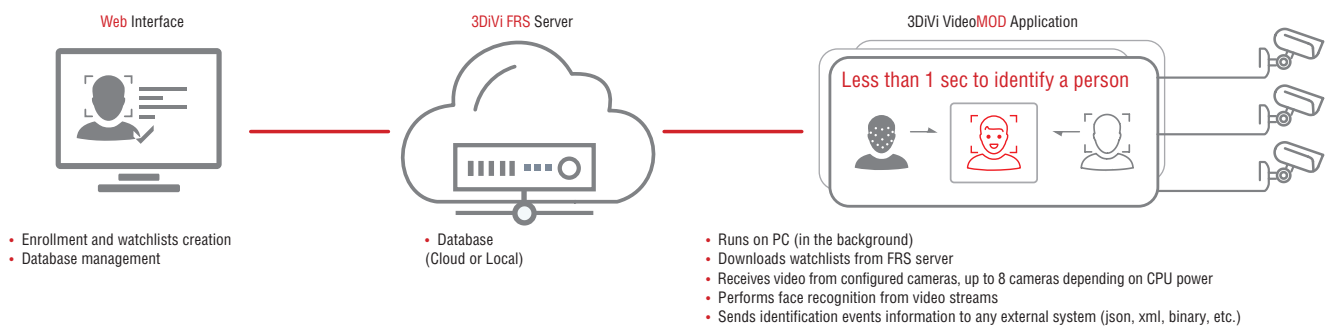 Web Interface
3DiVi FRS Server
3DiVi VideoMOD Application
Less than 1 sec to identify a person
• Enrollment and watchlists creation
• Database management
• Database
(Cloud or Local)
• Runs on PC (in the background)
• Downloads watchlists from FRS server
• Receives video from configured cameras, up to 8 cameras depending on CPU power
• Performs face recognition from video streams
• Sends identification events information to any external system (json, xml, binary, etc.)